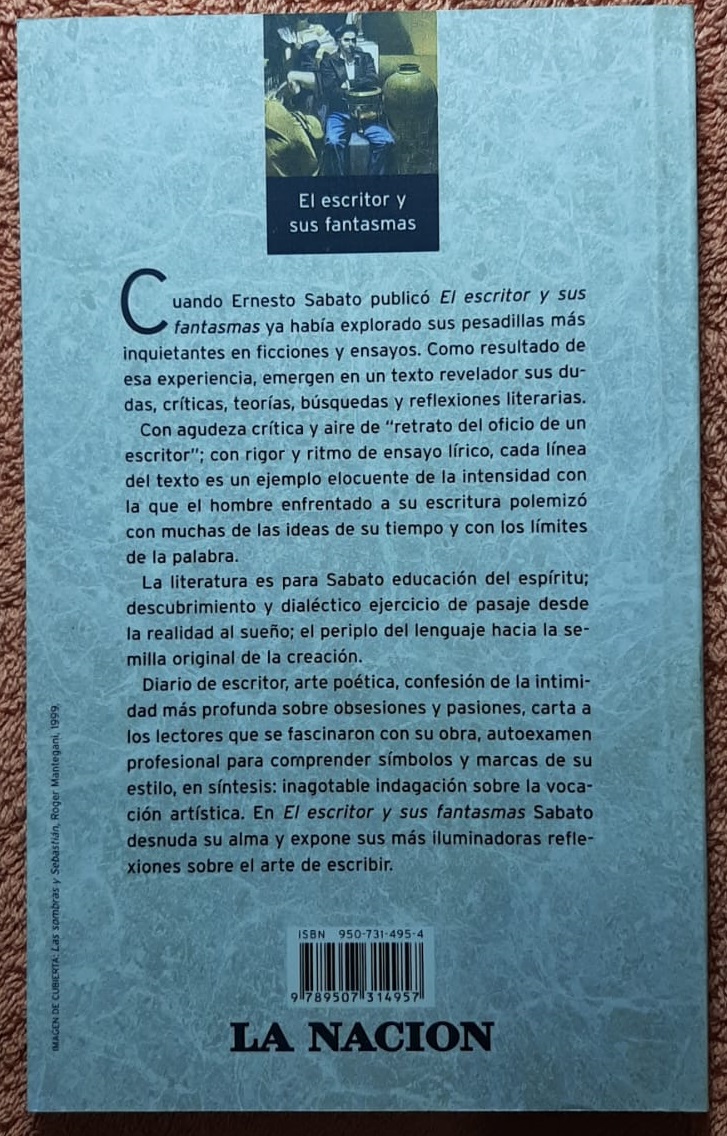 El escritor y
sus fantasmas
Cuando Ernesto Sabato publicó El escritor y sus
fantasmas ya había explorado sus pesadillas más
inquietantes en ficciones y ensayos. Como resultado de
esa experiencia, emergen en un texto revelador sus du-
das, críticas, teorías, búsquedas y reflexiones literarias.
Con agudeza crítica y aire de "retrato del oficio de un
escritor"; con rigor y ritmo de ensayo lírico, cada línea
del texto es un ejemplo elocuente de la intensidad con
la que el hombre enfrentado a su escritura polemizó
con muchas de las ideas de su tiempo y con los límites
de la palabra.
La literatura es para Sabato educación del espíritu;
descubrimiento y dialéctico ejercicio de pasaje desde
la realidad al sueño; el periplo del lenguaje hacia la se-
milla original de la creación.
Diario de escritor, arte poética, confesión de la intimi-
dad más profunda sobre obsesiones y pasiones, carta a
los lectores que se fascinaron con su obra, autoexamen
profesional para comprender símbolos y marcas de su
estilo, en síntesis: inagotable indagación sobre la voca-
ción artística. En El escritor y sus fantasmas Sabato
desnuda su alma y expone sus más iluminadoras refle-
xiones sobre el arte de escribir.
IMAGEN DE CUBIERTA: Las sombras y Sebastián, Roger Mantegani, 1999.
ISBN 950-731-495-4
9 789507 314957
LA NACION